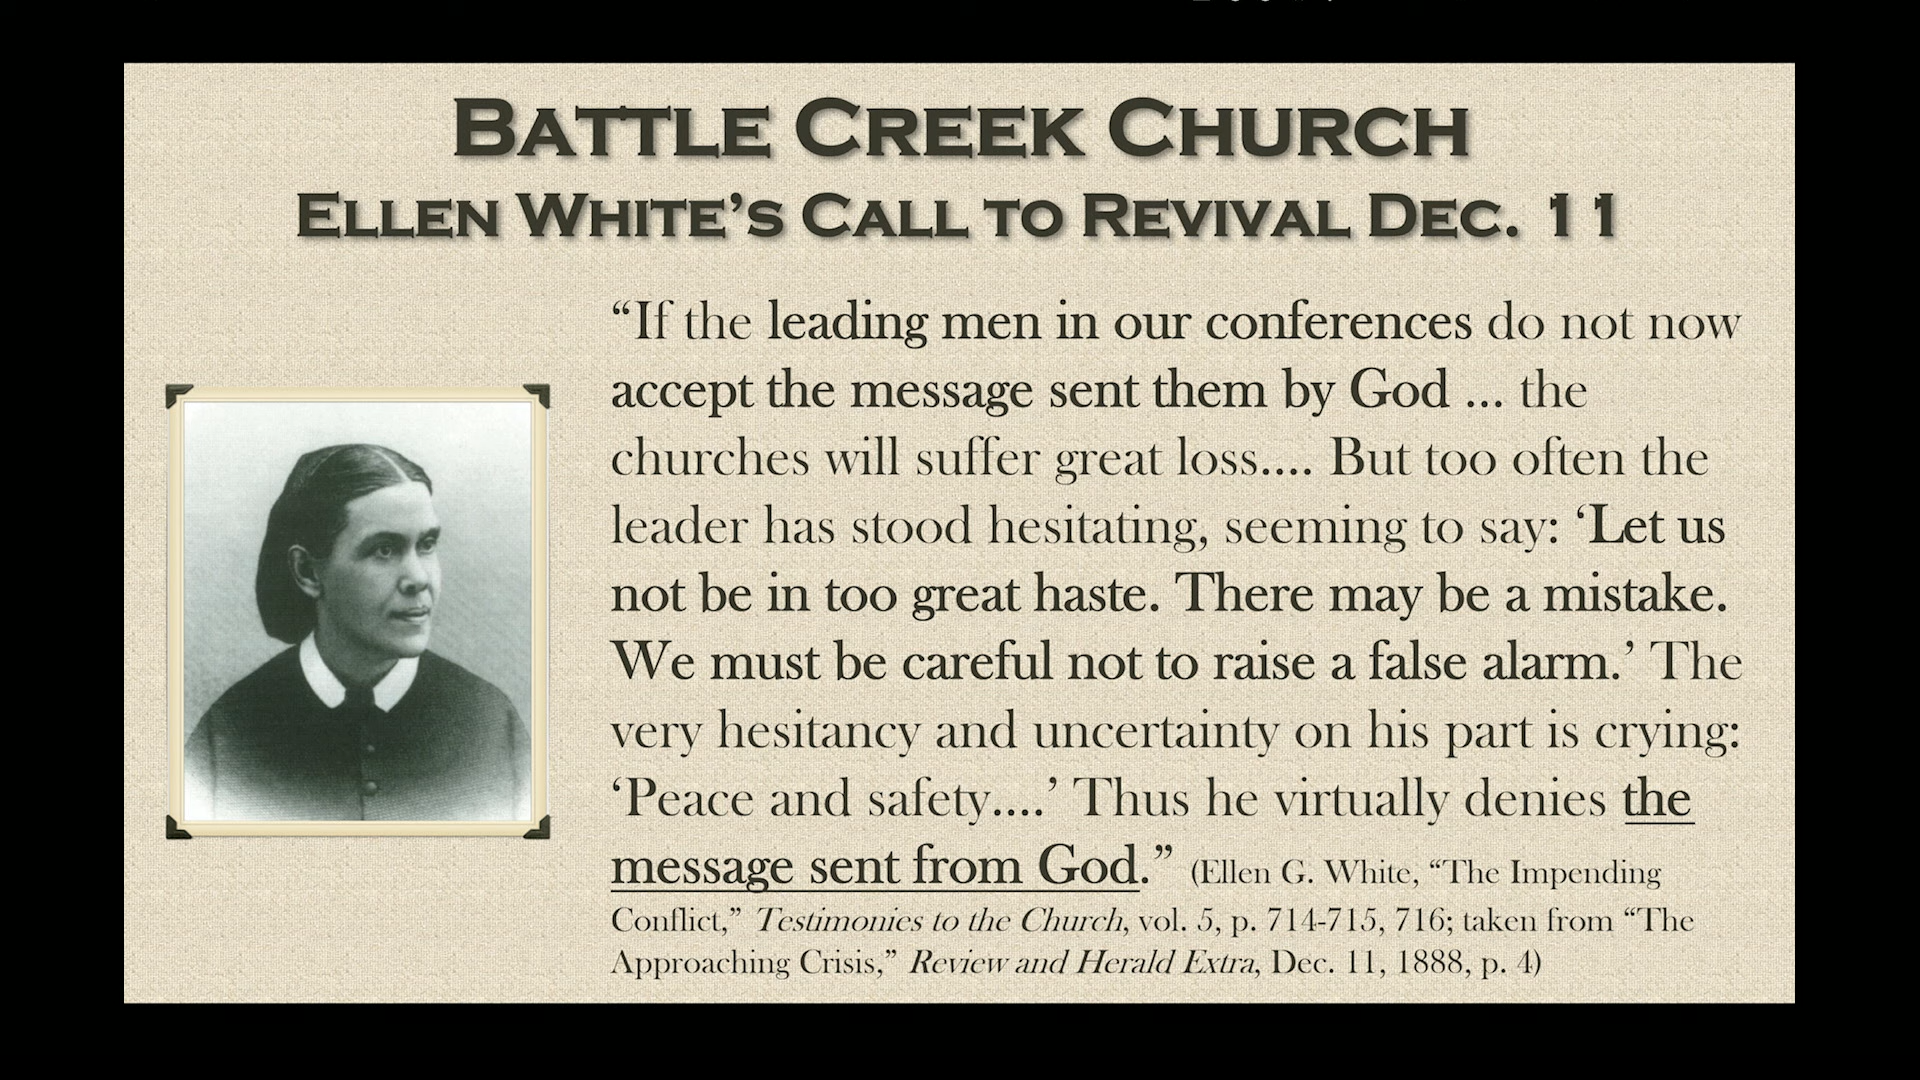 BATTLE CREEK CHURCH
ELLEN WHITE’S CALL TO REVIVAL DEC. 11
“If the leading men in our conferences do not now
accept the message sent them by God ... the
churches will suffer great loss.... But too often the
leader has stood hesitating, seeming to say: ‘Let us
not be in too great haste. There may be a mistake.
We must be careful not to raise a false alarm.’ The
very hesitancy and uncertainty on his part is crying:
‘Peace and safety....’ Thus he virtually denies the
message sent from God.” (Ellen G. White, “The Impending
Conflict,” Testimonies to the Church, vol. 5, p. 714-715, 716; taken from “The
Approaching Crisis,” Review and Herald Extra, Dec. 11, 1888, p. 4)